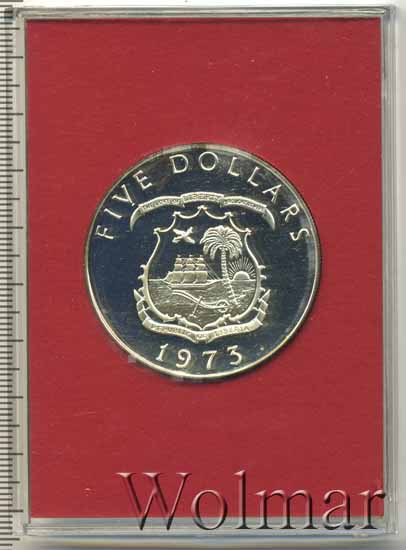 FIVE DOLLARS
THE LOVE OF LIBERTY BROUGHT US HERE
REPUBLIC OF LIBERIA
1973
Wolmar